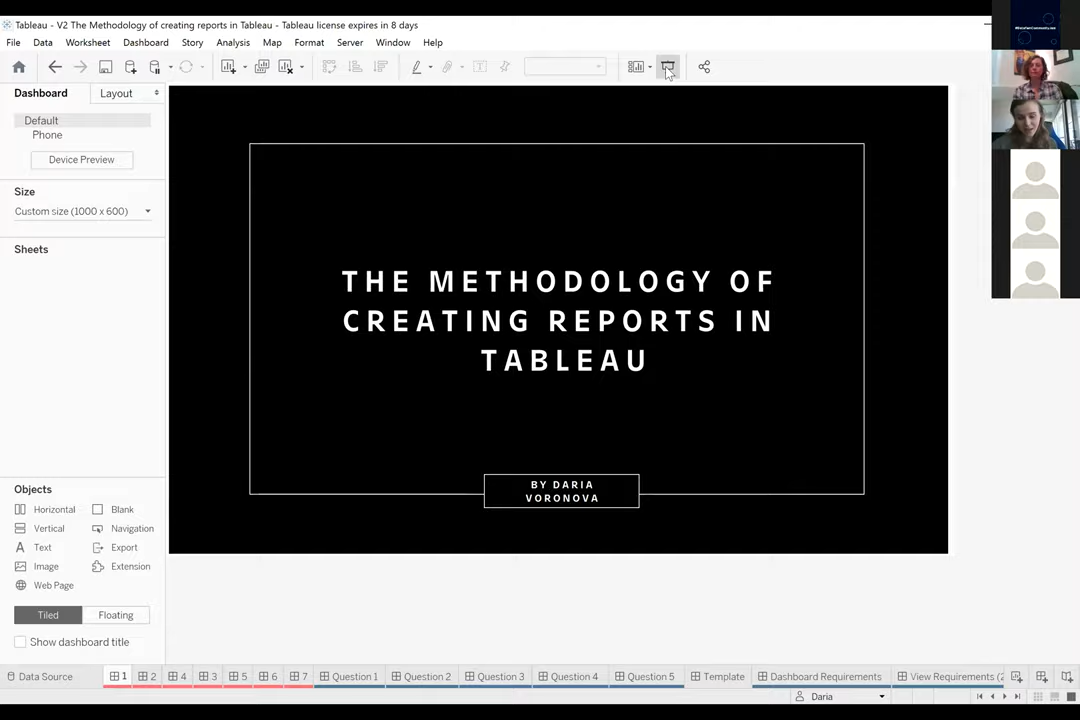 Tableau - V2 The Methodology of creating reports in Tableau - Tableau license expires in 8 days
File Data Worksheet Dashboard Story Analysis Map Format Server Window Help
Dashboard Layout
Default
Phone
Device Preview
Size
Custom size (1000 x 600)
Sheets
THE METHODOLOGY OF
CREATING REPORTS IN
TABLEAU
BY DARIA
VORONOVA
Objects
Horizontal Blank
Vertical Navigation
Text Export
Image Extension
Web Page
Tiled Floating
Show dashboard title
Data Source 1 2 4 3 5 6 7 Question 1 Question 2 Question 3 Question 4 Question 5 Template Dashboard Requirements View Requirements (2
Daria